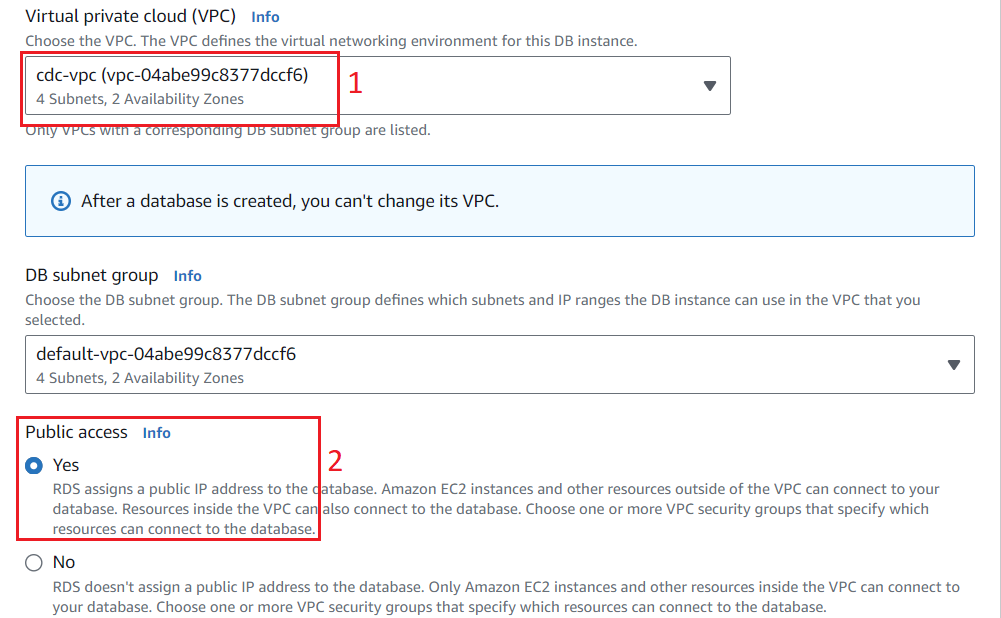 Virtual private cloud (VPC) Info
Choose the VPC. The VPC defines the virtual networking environment for this DB instance.
cdc-vpc (vpc-04abe99c8377dccf6) 1
4 Subnets, 2 Availability Zones
Only VPCs with a corresponding DB subnet group are listed.
After a database is created, you can't change its VPC.
DB subnet group Info
Choose the DB subnet group. The DB subnet group defines which subnets and IP ranges the DB instance can use in the VPC that you
selected.
default-vpc-04abe99c8377dccf6
4 Subnets, 2 Availability Zones
Public access Info
2
Yes
RDS assigns a public IP address to the database. Amazon EC2 instances and other resources outside of the VPC can connect to your
database. Resources inside the VPC can also connect to the database. Choose one or more VPC security groups that specify which
resources can connect to the database.
No
RDS doesn't assign a public IP address to the database. Only Amazon EC2 instances and other resources inside the VPC can connect to
your database. Choose one or more VPC security groups that specify which resources can connect to the database.